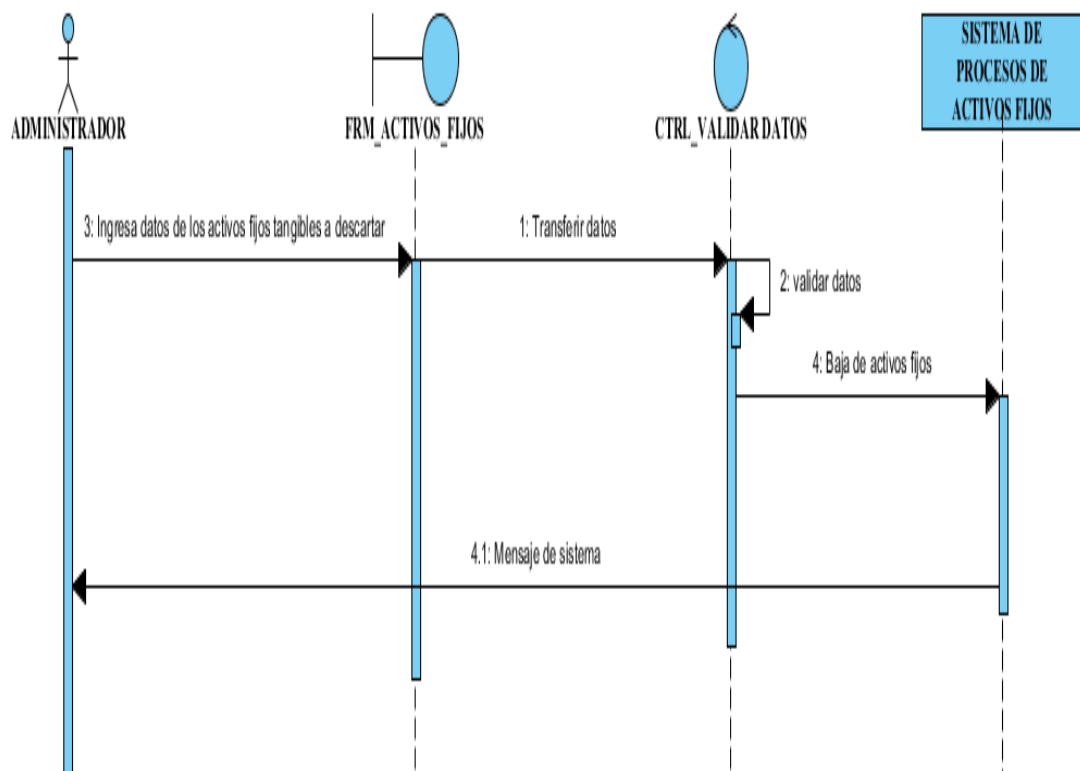 SISTEMA DE
PROCESOS DE
ACTIVOS FIJOS
ADMINISTRADOR
FRM_ACTIVOS_FIJOS
CTRL_VALIDAR DATOS
3: Ingresa datos de los activos fijos tangibles a descartar
1: Transferir datos
2: validar datos
4: Baja de activos fijos
4.1: Mensaje de sistema